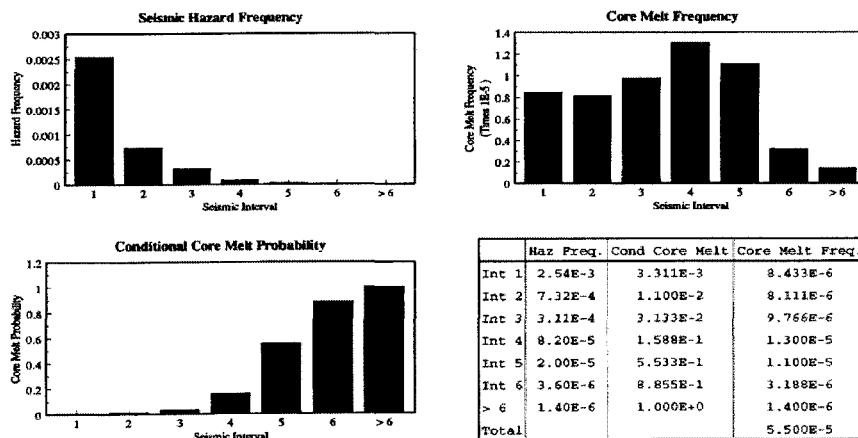 Seismic Hazard Frequency
0.003
0.0025
0.002
0.0015
0.001
0.0005
0
Hazard Frequency
1 2 3 4 5 6 >6
Seismic Interval
Core Melt Frequency
1.4
1.2
1
0.8
0.6
0.4
0.2
Core Melt Frequency
(Times 1E-5)
1 2 3 4 5 6 >6
Seismic Interval
Conditional Core Melt Probability
1.2
1.0
0.8
0.6
0.4
0.2
0
Core Melt Probability
1 2 3 4 5 6 >6
Seismic Interval
Haz Freq. Cond Core Melt Core Melt Freq.
Int 1 2.54E-3 3.311E-3 8.433E-6
Int 2 7.32E-4 1.100E-2 8.111E-6
Int 3 3.11E-4 3.133E-2 9.766E-6
Int 4 8.20E-5 1.588E-1 1.300E-5
Int 5 2.00E-5 5.533E-1 1.100E-5
Int 6 3.60E-6 8.855E-1 3.188E-6
> 6 1.40E-6 1.000E+0 1.400E-6
Total 5.500E-5